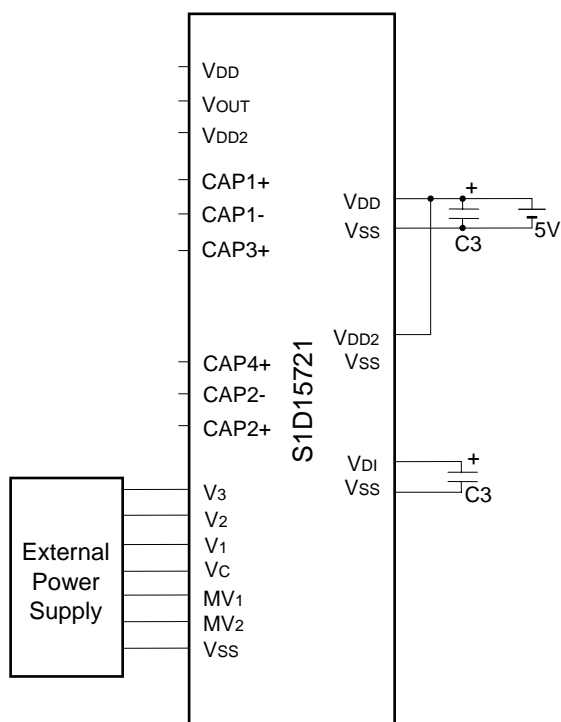 VDD
VOUT
VDD2
CAP1+
CAP1-
CAP3+
CAP4+
CAP2-
CAP2+
V3
V2
V1
VC
MV1
MV2
VSS
External
Power
Supply
S1D15721
VDD
VSS
+
C3
5V
VDD2
VSS
VDI
VSS
+
C3